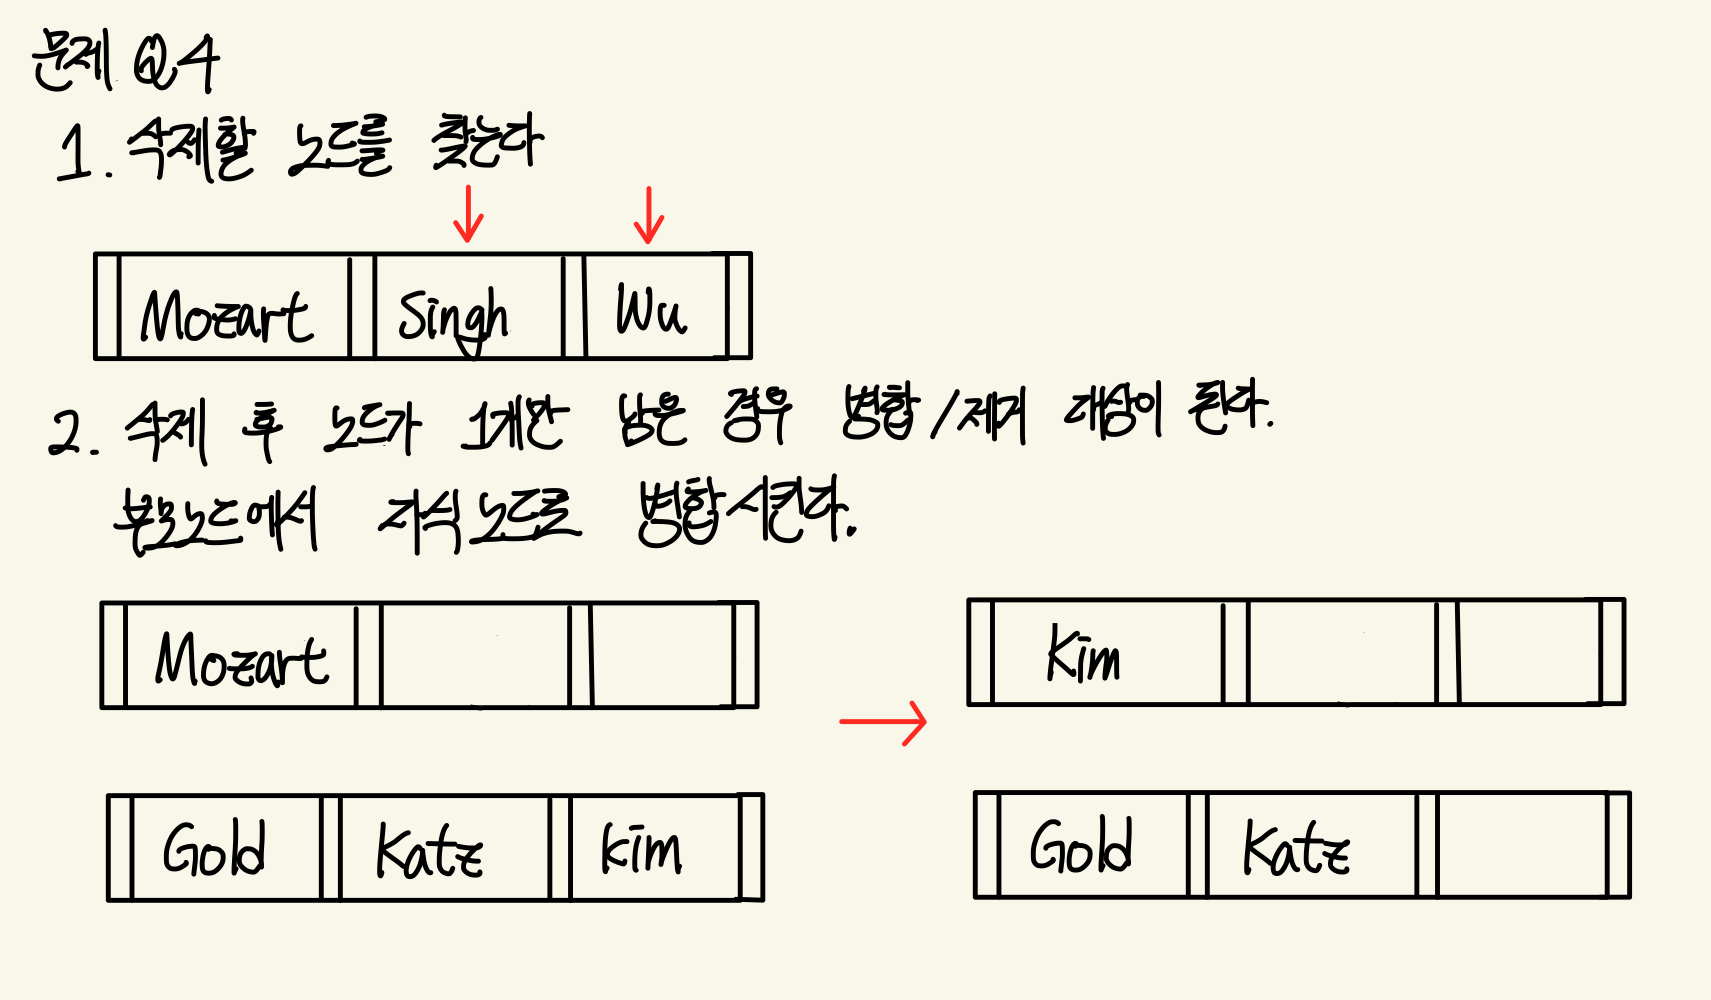 문제 Q4
1. 삭제할 노드를 찾는다
Mozart Singh Wu
2. 삭제 후 노드가 1개만 남은 경우 병합/제거 대상이 된다.
부모노드에서 자식노드로 병합시킨다.
Mozart
Kim
Gold Katz Kim
Gold Katz